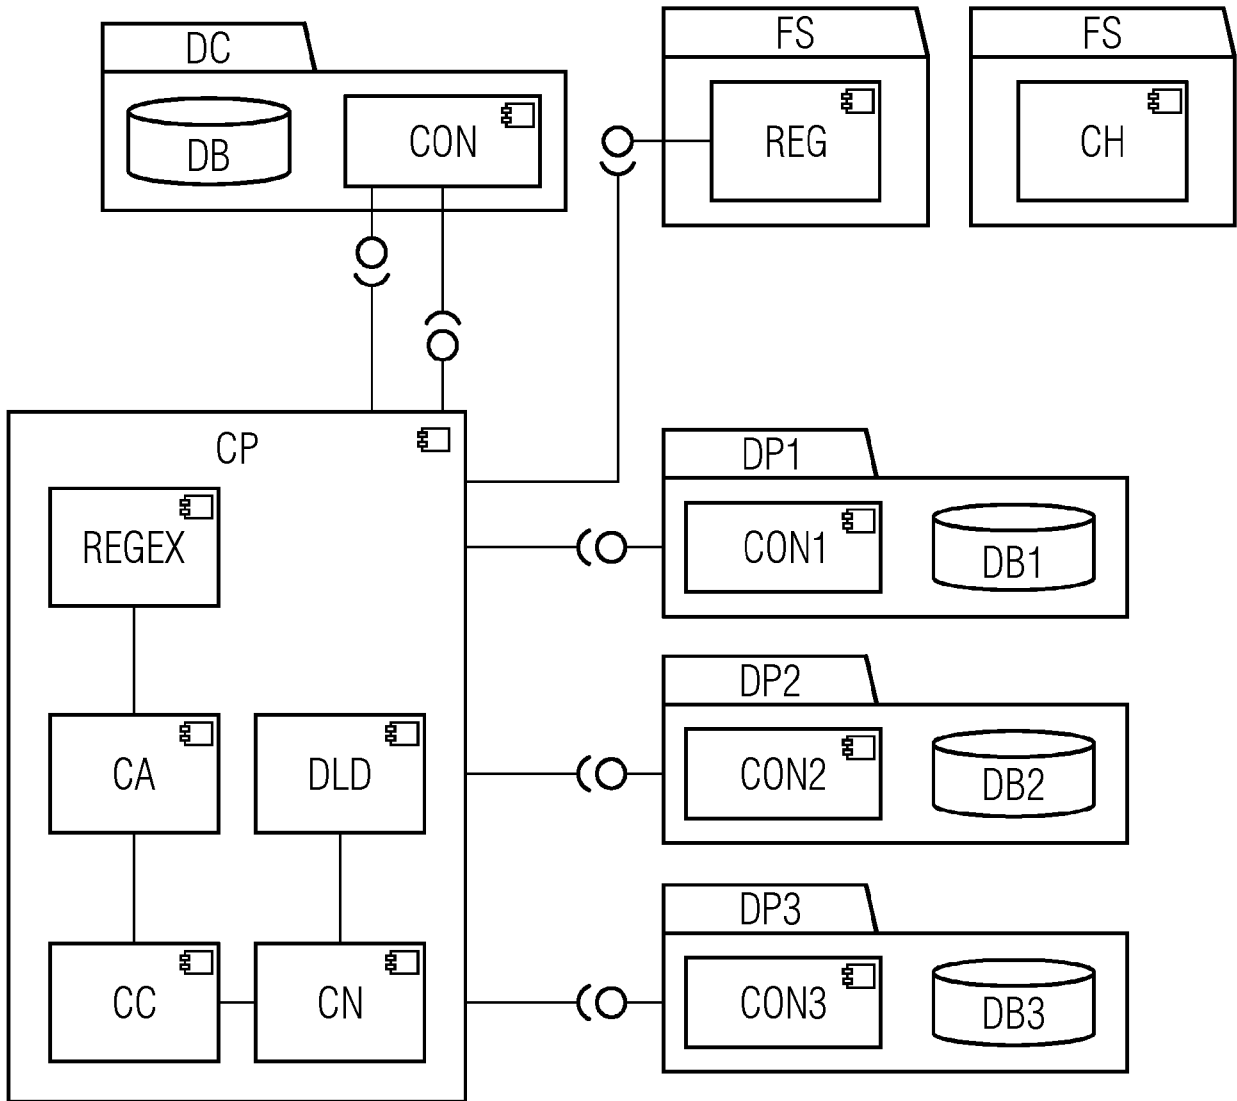 DC
FS
FS
DB
CON
REG
CH
CP
DP1
REGEX
CON1
DB1
DP2
CA
DLD
CON2
DB2
DP3
CC
CN
CON3
DB3